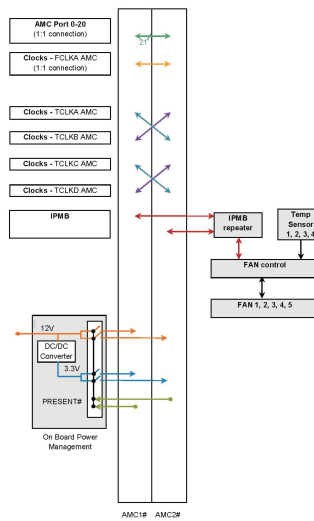 AMC Port 0-20
(1:1 connection)
21
Clocks - FCLKA AMC
(1:1 connection)
Clocks - TCLKA AMC
Clocks - TCLKB AMC
Clocks - TCLKC AMC
Clocks - TCLKD AMC
IPMB
IPMB
repeater
Temp
Sensor
1, 2, 3, 4
FAN control
FAN 1, 2, 3, 4, 5
12V
DC/DC
Converter
3.3V
PRESENT#
On Board Power
Management
AMC1#
AMC2#